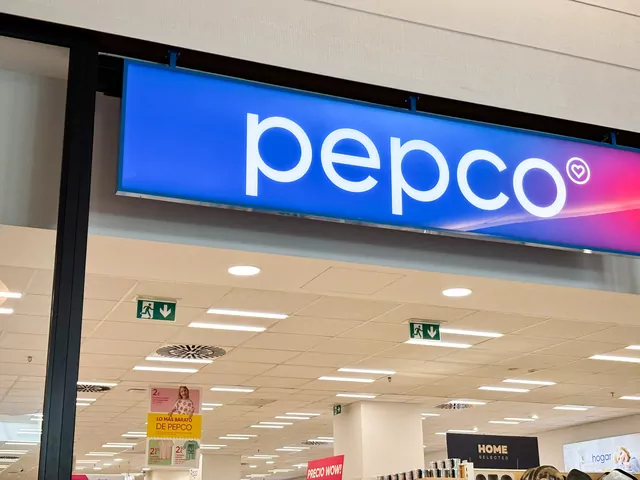 pepco
LO MÁS BARATO
DE PEPCO
PRECIO WOW!
HOME
SELECTED
hogar